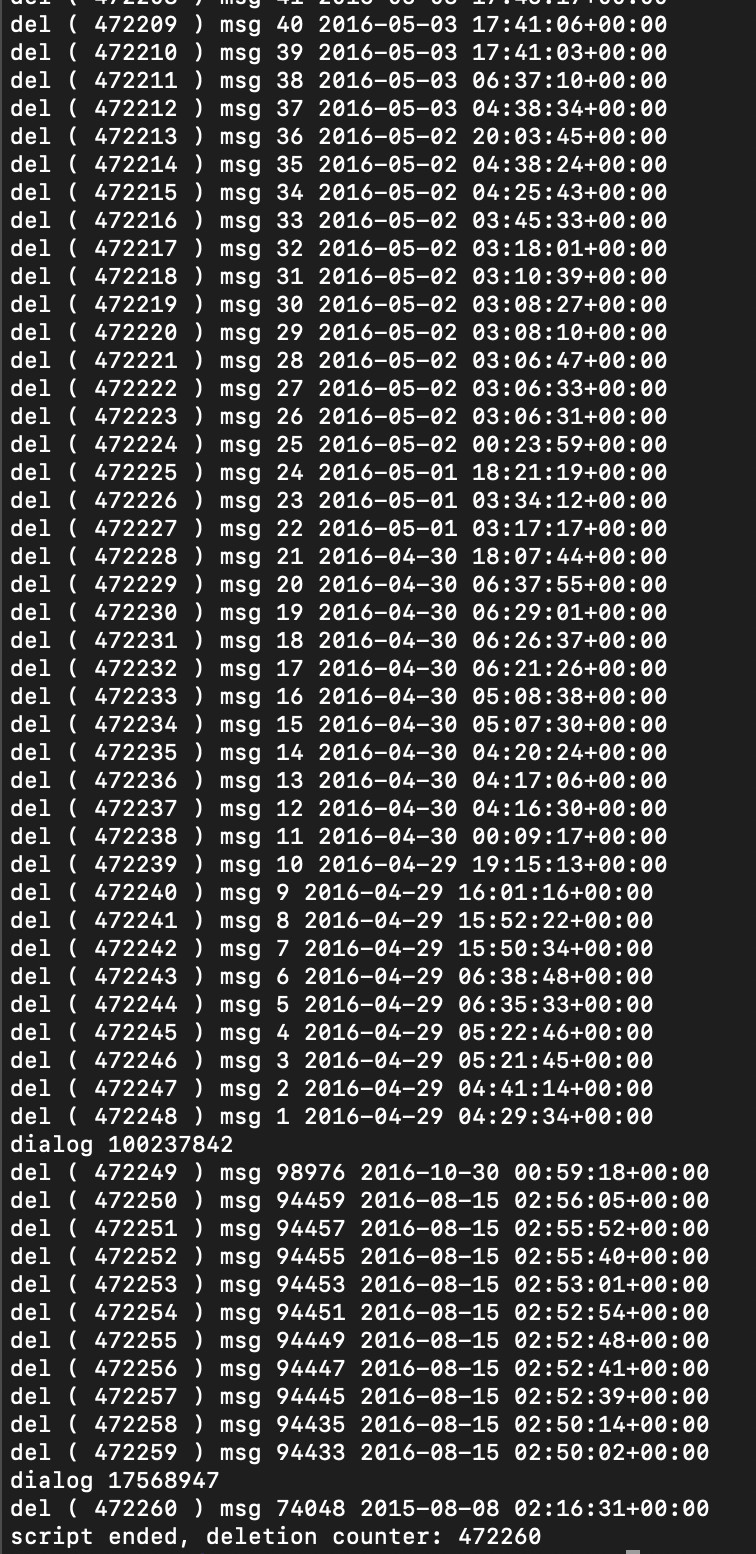 del ( 472209 ) msg 40 2016-05-03 17:41:06+00:00
del ( 472210 ) msg 39 2016-05-03 17:41:03+00:00
del ( 472211 ) msg 38 2016-05-03 06:37:10+00:00
del ( 472212 ) msg 37 2016-05-03 04:38:34+00:00
del ( 472213 ) msg 36 2016-05-02 20:03:45+00:00
del ( 472214 ) msg 35 2016-05-02 04:38:24+00:00
del ( 472215 ) msg 34 2016-05-02 04:25:43+00:00
del ( 472216 ) msg 33 2016-05-02 03:45:33+00:00
del ( 472217 ) msg 32 2016-05-02 03:18:01+00:00
del ( 472218 ) msg 31 2016-05-02 03:10:39+00:00
del ( 472219 ) msg 30 2016-05-02 03:08:27+00:00
del ( 472220 ) msg 29 2016-05-02 03:08:10+00:00
del ( 472221 ) msg 28 2016-05-02 03:06:47+00:00
del ( 472222 ) msg 27 2016-05-02 03:06:33+00:00
del ( 472223 ) msg 26 2016-05-02 03:06:31+00:00
del ( 472224 ) msg 25 2016-05-02 00:23:59+00:00
del ( 472225 ) msg 24 2016-05-01 18:21:19+00:00
del ( 472226 ) msg 23 2016-05-01 03:34:12+00:00
del ( 472227 ) msg 22 2016-05-01 03:17:17+00:00
del ( 472228 ) msg 21 2016-04-30 18:07:44+00:00
del ( 472229 ) msg 20 2016-04-30 06:37:55+00:00
del ( 472230 ) msg 19 2016-04-30 06:29:01+00:00
del ( 472231 ) msg 18 2016-04-30 06:26:37+00:00
del ( 472232 ) msg 17 2016-04-30 06:21:26+00:00
del ( 472233 ) msg 16 2016-04-30 05:08:38+00:00
del ( 472234 ) msg 15 2016-04-30 05:07:30+00:00
del ( 472235 ) msg 14 2016-04-30 04:20:24+00:00
del ( 472236 ) msg 13 2016-04-30 04:17:06+00:00
del ( 472237 ) msg 12 2016-04-30 04:16:30+00:00
del ( 472238 ) msg 11 2016-04-30 00:09:17+00:00
del ( 472239 ) msg 10 2016-04-29 19:15:13+00:00
del ( 472240 ) msg 9 2016-04-29 16:01:16+00:00
del ( 472241 ) msg 8 2016-04-29 15:52:22+00:00
del ( 472242 ) msg 7 2016-04-29 15:50:34+00:00
del ( 472243 ) msg 6 2016-04-29 06:38:48+00:00
del ( 472244 ) msg 5 2016-04-29 06:35:33+00:00
del ( 472245 ) msg 4 2016-04-29 05:22:46+00:00
del ( 472246 ) msg 3 2016-04-29 05:21:45+00:00
del ( 472247 ) msg 2 2016-04-29 04:41:14+00:00
del ( 472248 ) msg 1 2016-04-29 04:29:34+00:00
dialog 100237842
del ( 472249 ) msg 98976 2016-10-30 00:59:18+00:00
del ( 472250 ) msg 94459 2016-08-15 02:56:05+00:00
del ( 472251 ) msg 94457 2016-08-15 02:55:52+00:00
del ( 472252 ) msg 94455 2016-08-15 02:55:40+00:00
del ( 472253 ) msg 94453 2016-08-15 02:53:01+00:00
del ( 472254 ) msg 94451 2016-08-15 02:52:54+00:00
del ( 472255 ) msg 94449 2016-08-15 02:52:48+00:00
del ( 472256 ) msg 94447 2016-08-15 02:52:41+00:00
del ( 472257 ) msg 94445 2016-08-15 02:52:39+00:00
del ( 472258 ) msg 94435 2016-08-15 02:50:14+00:00
del ( 472259 ) msg 94433 2016-08-15 02:50:02+00:00
dialog 17568947
del ( 472260 ) msg 74048 2015-08-08 02:16:31+00:00
script ended, deletion counter: 472260